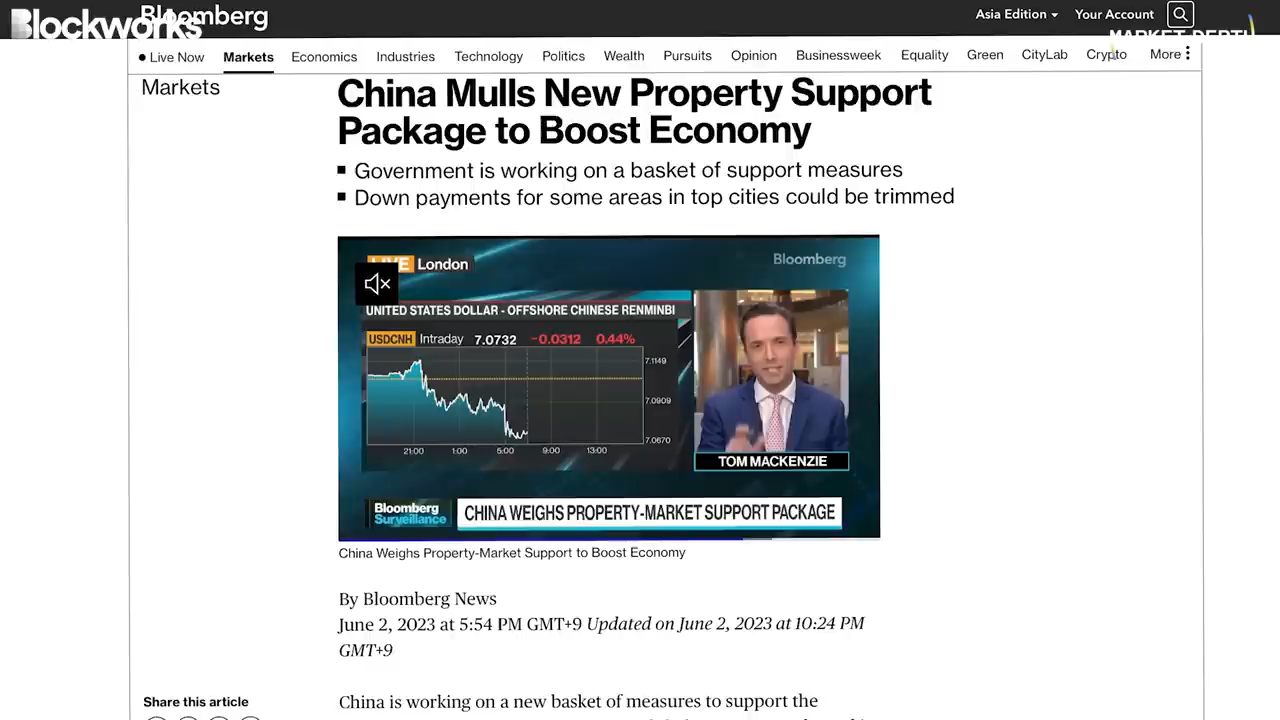 Bloomberg
Blockworks
Asia Edition
Your Account
Live Now
Markets
Economics
Industries
Technology
Politics
Wealth
Pursuits
Opinion
Businessweek
Equality
Green
CityLab
Crypto
More
Markets
China Mulls New Property Support
Package to Boost Economy
Government is working on a basket of support measures
Down payments for some areas in top cities could be trimmed
London
Bloomberg
UNITED STATES DOLLAR - OFFSHORE CHINESE RENMINBI
USDCNH Intraday 7.0732 -0.0312 0.44%
7.1149
7.0909
7.0670
21:00 1:00 5:00 9:00 13:00
TOM MACKENZIE
Bloomberg
Surveillance
CHINA WEIGHS PROPERTY-MARKET SUPPORT PACKAGE
China Weighs Property-Market Support to Boost Economy
By Bloomberg News
June 2, 2023 at 5:54 PM GMT+9 Updated on June 2, 2023 at 10:24 PM
GMT+9
Share this article
China is working on a new basket of measures to support the